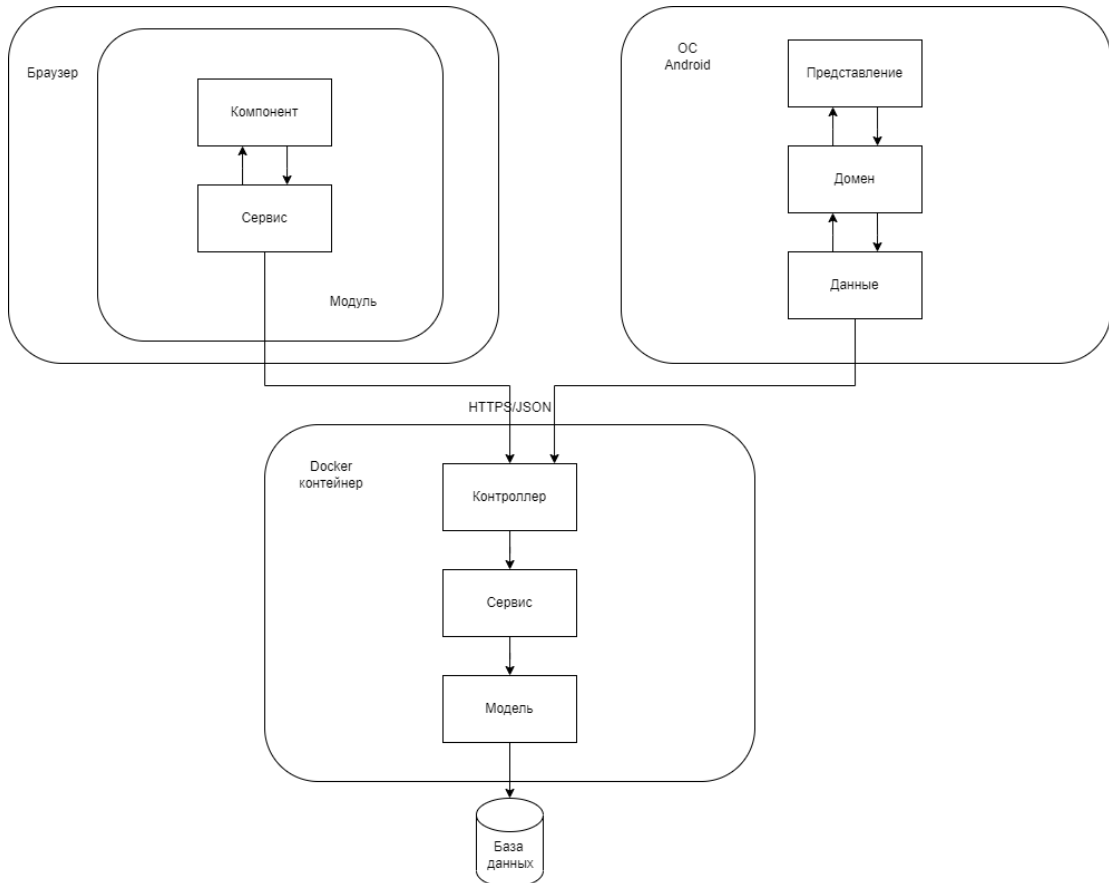 Браузер
Компонент
Сервис
Модуль
ОС
Android
Представление
Домен
Данные
HTTPS/JSON
Docker
контейнер
Контроллер
Сервис
Модель
База
данных